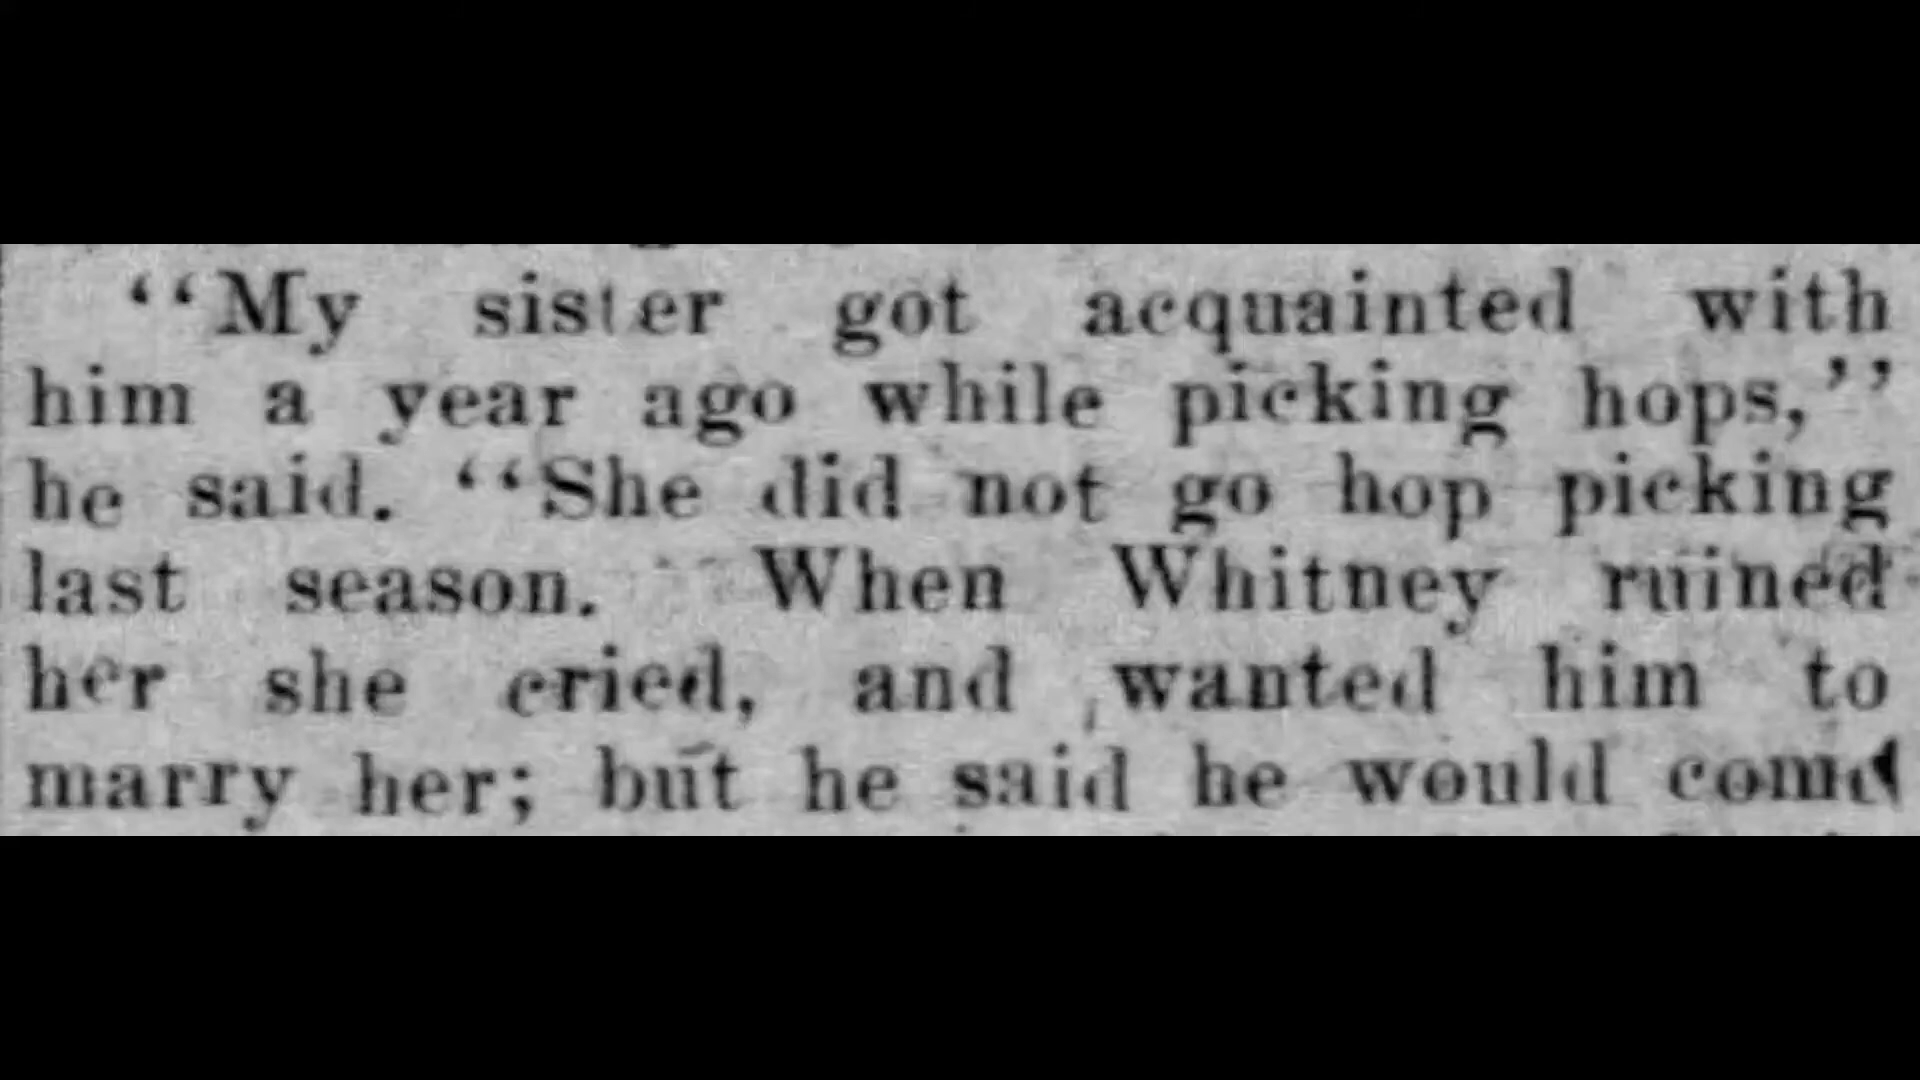 “My sister got acquainted with
him a year ago while picking hops,”
he said. “She did not go hop picking
last season. When Whitney ruined
her she cried, and wanted him to
marry her; but he said he would come